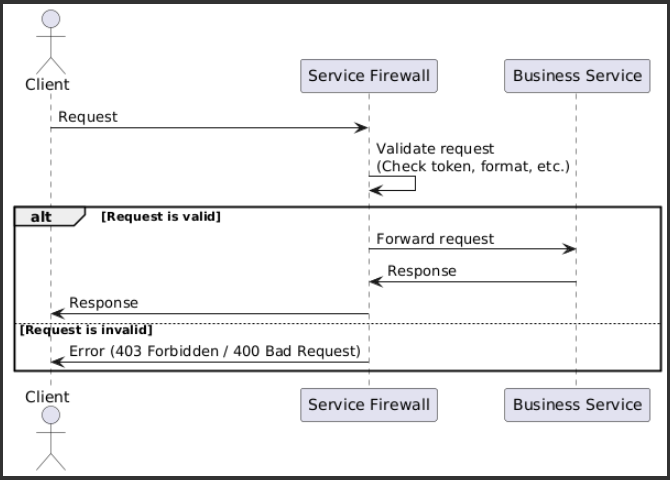 Client
Service Firewall
Business Service
Request
Validate request
(Check token, format, etc.)
alt
[Request is valid]
Forward request
Response
Response
[Request is invalid]
Error (403 Forbidden / 400 Bad Request)
Client
Service Firewall
Business Service